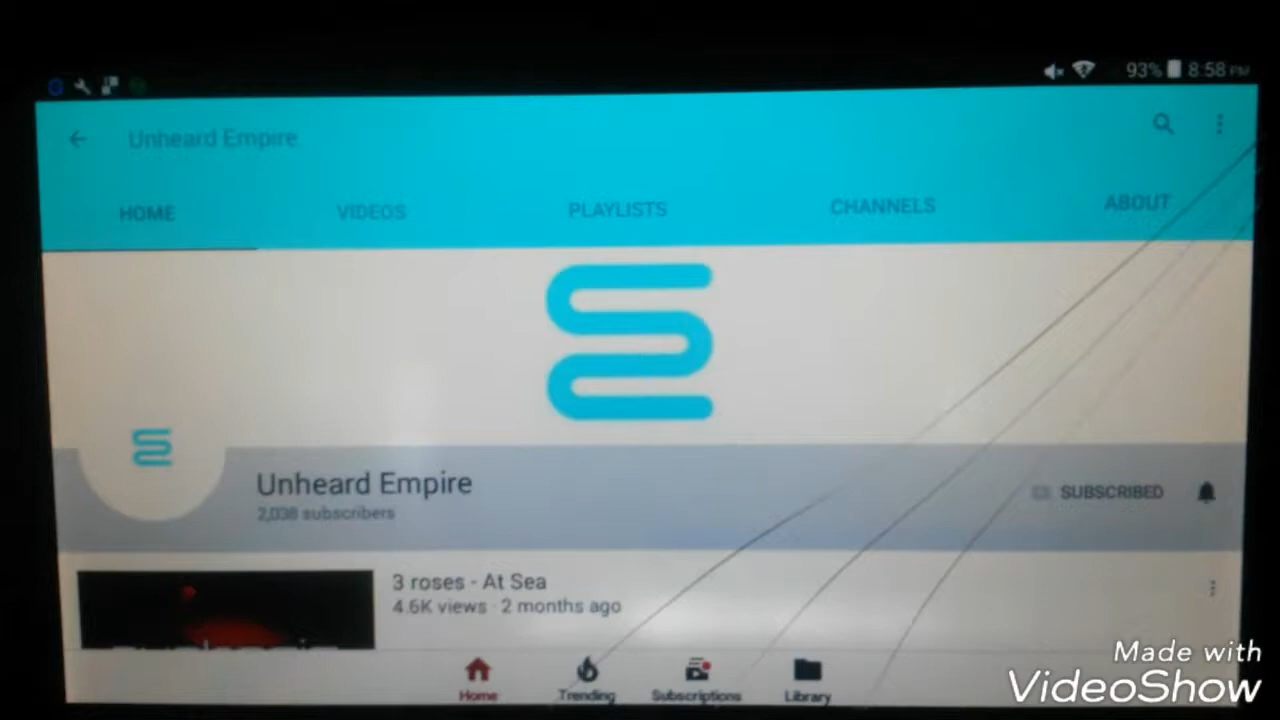 93% 8:58 PM
Unheard Empire
HOME VIDEOS PLAYLISTS CHANNELS ABOUT
Unheard Empire
2,038 subscribers
SUBSCRIBED
3 roses - At Sea
4.6K views · 2 months ago
Home Trending Subscriptions Library
Made with
VideoShow